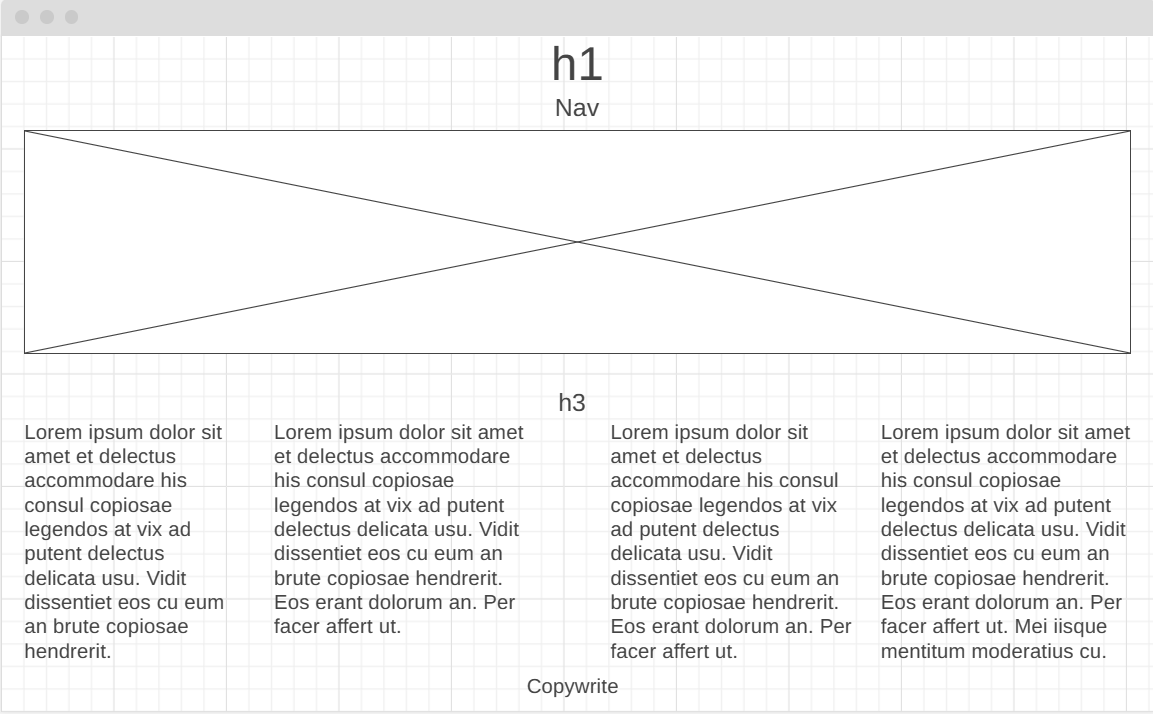 h1
Nav
h3
Lorem ipsum dolor sit
amet et delectus
accommodare his
consul copiosae
legendos at vix ad
putent delectus
delicata usu. Vidit
dissentiet eos cu eum
an brute copiosae
hendrerit.
Lorem ipsum dolor sit amet
et delectus accommodare
his consul copiosae
legendos at vix ad putent
delectus delicata usu. Vidit
dissentiet eos cu eum an
brute copiosae hendrerit.
Eos erant dolorum an. Per
facer affert ut.
Lorem ipsum dolor sit
amet et delectus
accommodare his consul
copiosae legendos at vix
ad putent delectus
delicata usu. Vidit
dissentiet eos cu eum an
brute copiosae hendrerit.
Eos erant dolorum an. Per
facer affert ut.
Lorem ipsum dolor sit amet
et delectus accommodare
his consul copiosae
legendos at vix ad putent
delectus delicata usu. Vidit
dissentiet eos cu eum an
brute copiosae hendrerit.
Eos erant dolorum an. Per
facer affert ut. Mei iisque
mentitum moderatius cu.
Copywrite